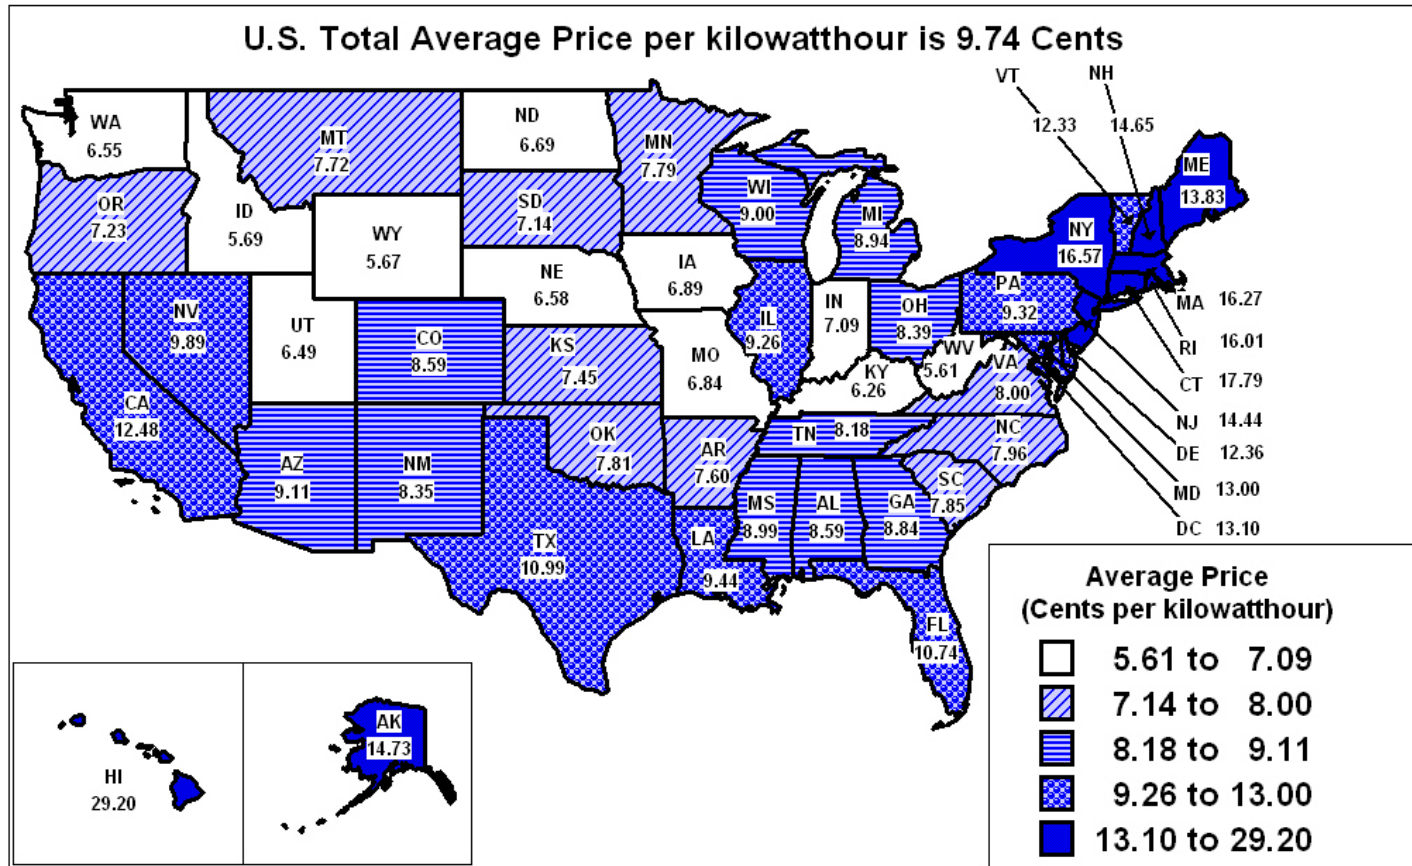 U.S. Total Average Price per kilowatthour is 9.74 Cents
VT
12.33
NH
14.65
WA
6.55
MT
7.72
ND
6.69
MN
7.79
ME
13.83
OR
7.23
ID
5.69
WY
5.67
SD
7.14
WI
9.00
MI
8.94
NY
16.57
NE
6.58
IA
6.89
NV
9.89
UT
6.49
CO
8.59
KS
7.45
MO
6.84
IL
9.26
IN
7.09
OH
8.39
PA
9.32
WV
5.61
KY
6.26
VA
8.00
MA 16.27
RI 16.01
CT 17.79
NJ 14.44
DE 12.36
MD 13.00
DC 13.10
CA
12.48
AZ
9.11
NM
8.35
OK
7.81
AR
7.60
TN 8.18
NC
7.96
SC
7.85
MS
8.99
AL
8.59
GA
8.84
TX
10.99
LA
9.44
FL
10.74
HI
29.20
AK
14.73
Average Price
(Cents per kilowatthour)
5.61 to 7.09
7.14 to 8.00
8.18 to 9.11
9.26 to 13.00
13.10 to 29.20